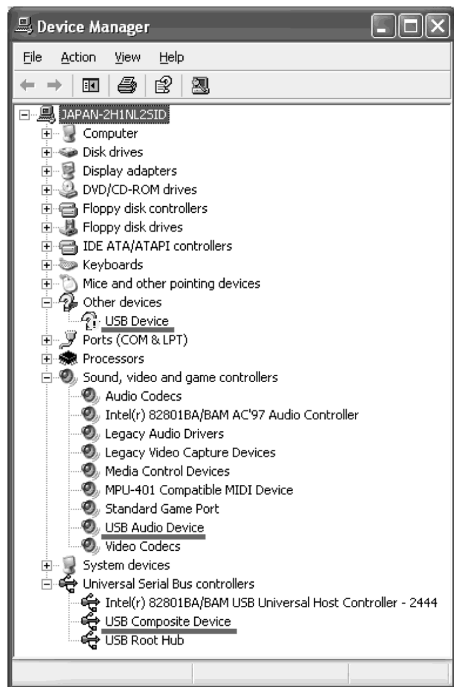 Device Manager
File Action View Help
JAPAN-2H1NL2SID
Computer
Disk drives
Display adapters
DVD/CD-ROM drives
Floppy disk controllers
Floppy disk drives
IDE ATA/ATAPI controllers
Keyboards
Mice and other pointing devices
Other devices
USB Device
Ports (COM & LPT)
Processors
Sound, video and game controllers
Audio Codecs
Intel(r) 82801BA/BAM AC'97 Audio Controller
Legacy Audio Drivers
Legacy Video Capture Devices
Media Control Devices
MPU-401 Compatible MIDI Device
Standard Game Port
USB Audio Device
Video Codecs
System devices
Universal Serial Bus controllers
Intel(r) 82801BA/BAM USB Universal Host Controller - 2444
USB Composite Device
USB Root Hub